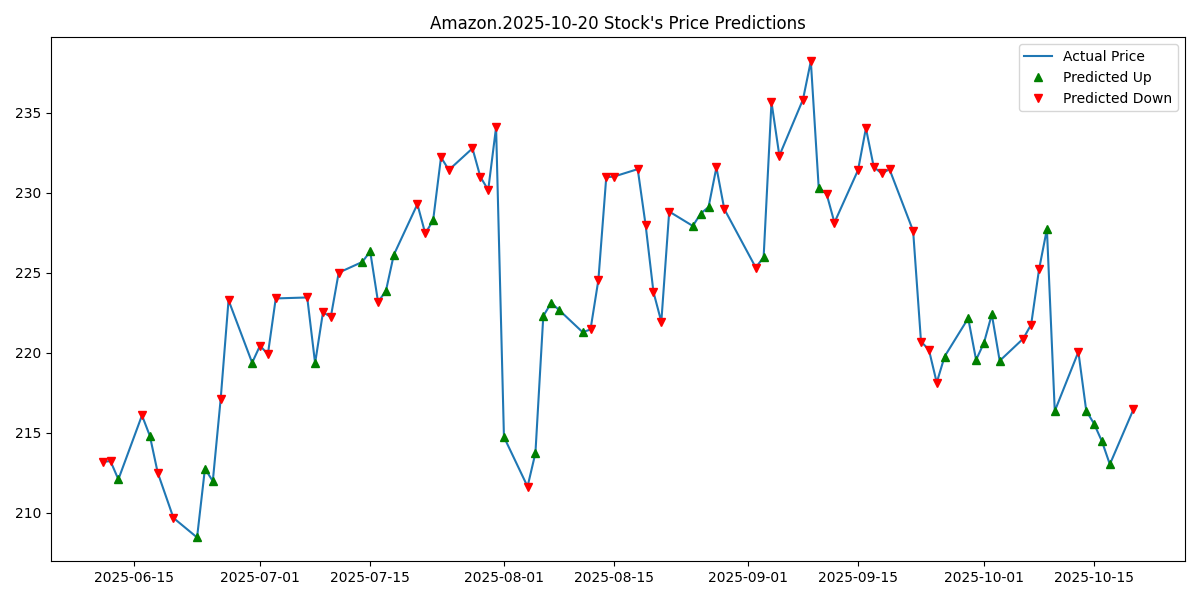 Amazon.2025-10-20 Stock's Price Predictions
Actual Price
Predicted Up
Predicted Down
235
230
225
220
215
210
2025-06-15 2025-07-01 2025-07-15 2025-08-01 2025-08-15 2025-09-01 2025-09-15 2025-10-01 2025-10-15